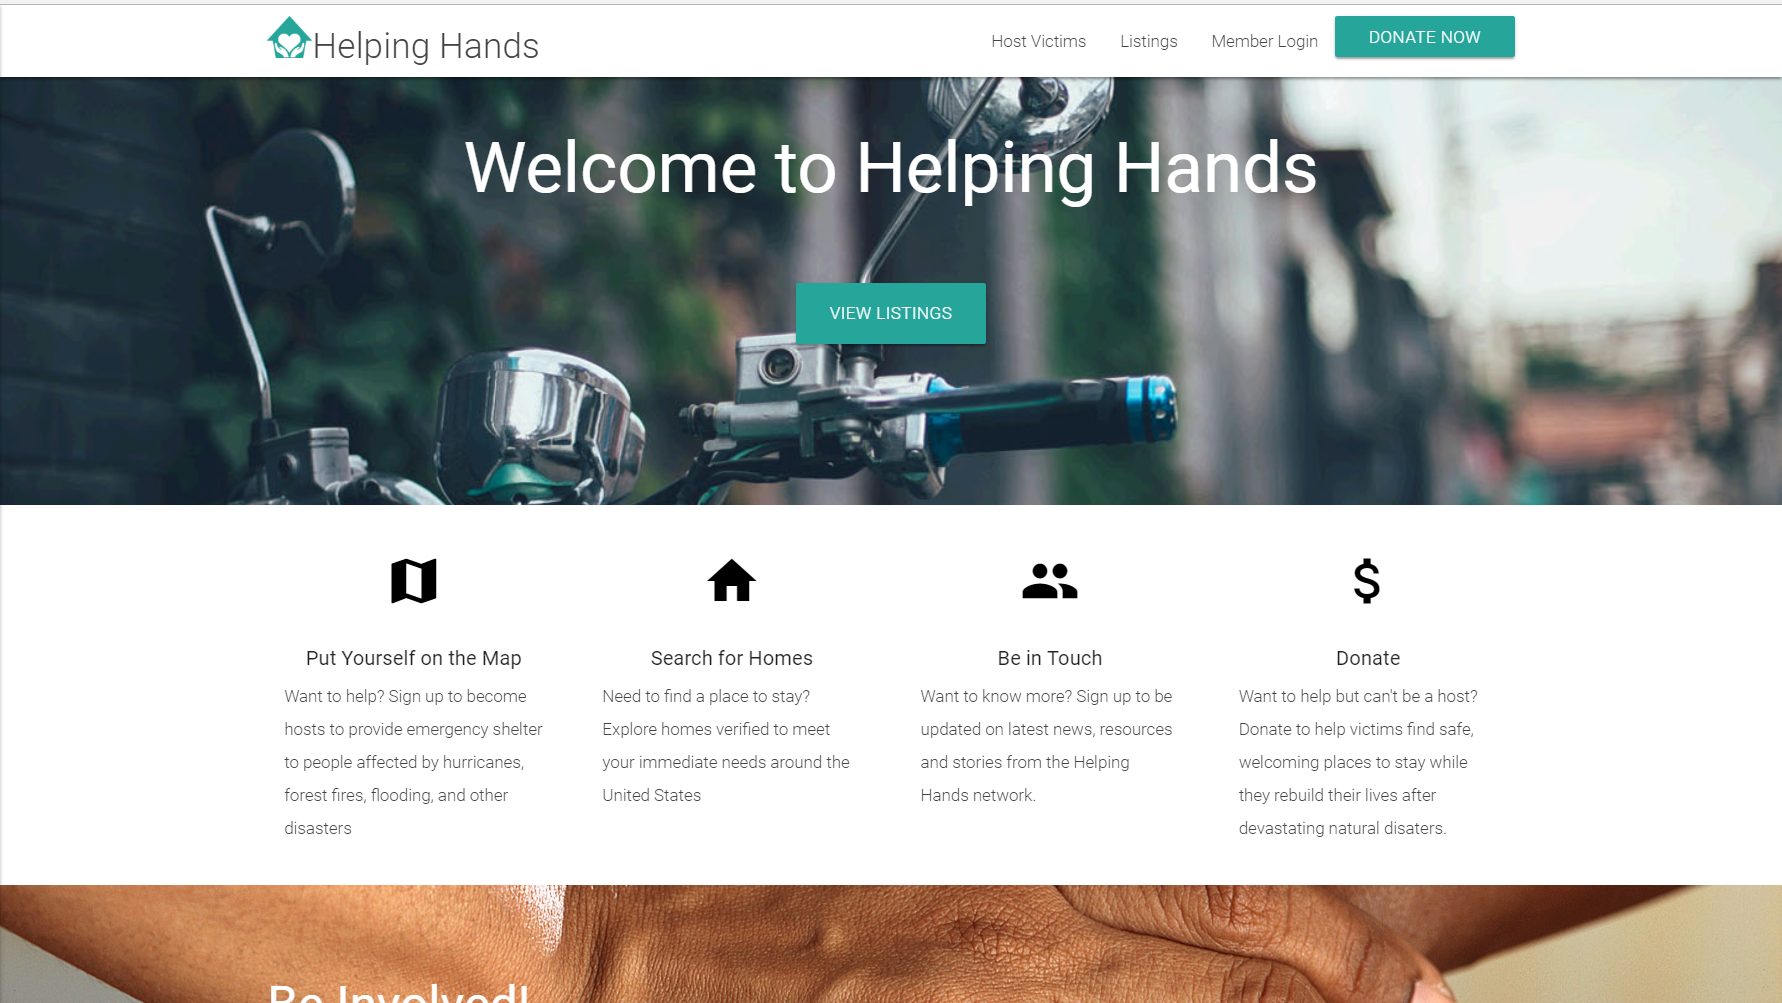 Helping Hands
Host Victims
Listings
Member Login
DONATE NOW
Welcome to Helping Hands
VIEW LISTINGS
Put Yourself on the Map
Want to help? Sign up to become
hosts to provide emergency shelter
to people affected by hurricanes,
forest fires, flooding, and other
disasters
Search for Homes
Need to find a place to stay?
Explore homes verified to meet
your immediate needs around the
United States
Be in Touch
Want to know more? Sign up to be
updated on latest news, resources
and stories from the Helping
Hands network.
Donate
Want to help but can't be a host?
Donate to help victims find safe,
welcoming places to stay while
they rebuild their lives after
devastating natural disaters.
Be Involved!